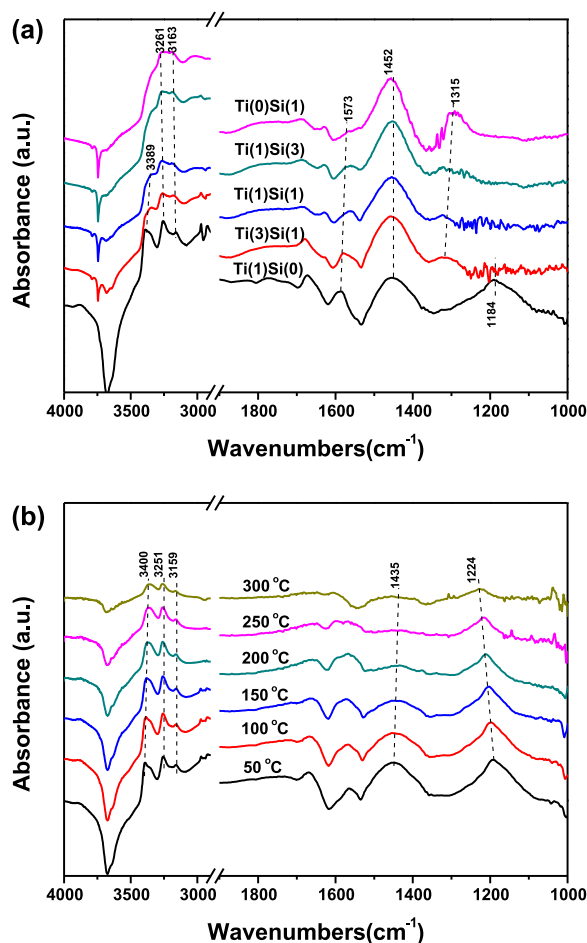 (a)
3261
3163
3389
1573
1452
1315
1184
Ti(0)Si(1)
Ti(1)Si(3)
Ti(1)Si(1)
Ti(3)Si(1)
Ti(1)Si(0)
Absorbance (a.u.)
4000 3500 3000 1800 1600 1400 1200 1000
Wavenumbers(cm⁻¹)
(b)
3400
3251
3159
1435
1224
300 °C
250 °C
200 °C
150 °C
100 °C
50 °C
Absorbance (a.u.)
4000 3500 3000 1800 1600 1400 1200 1000
Wavenumbers(cm⁻¹)